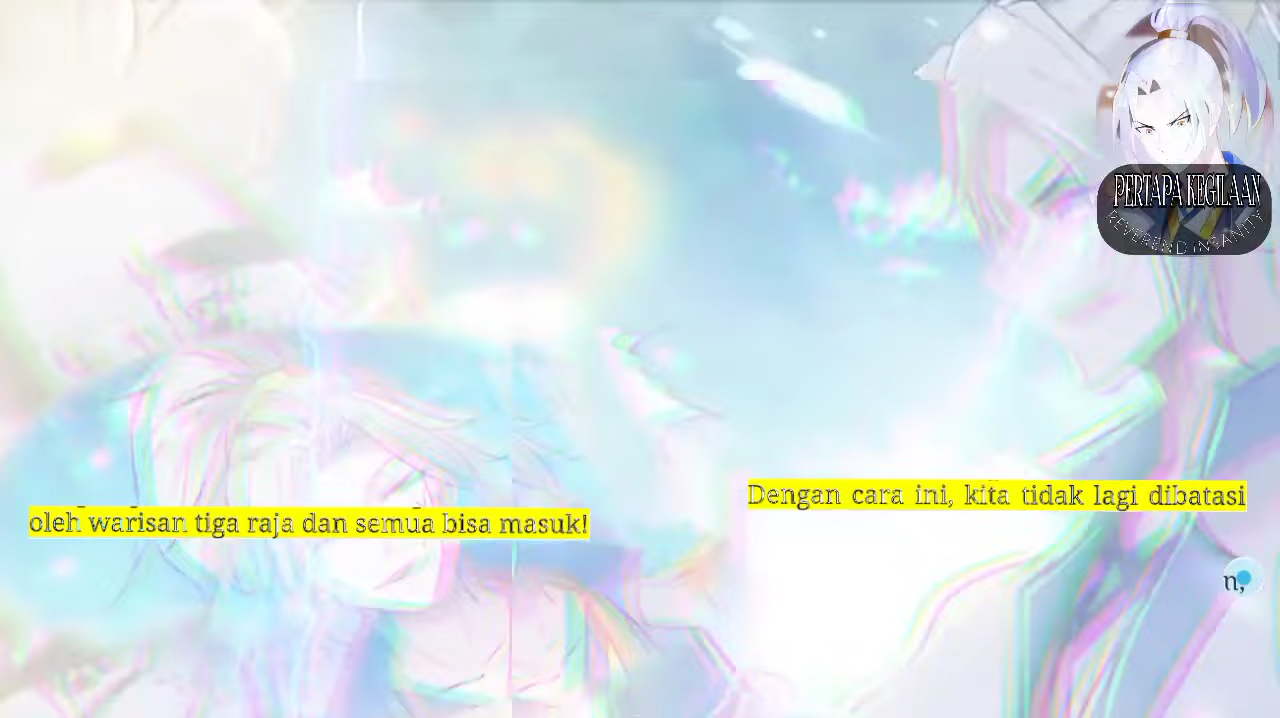 PERTAPA KEGILAAN
REVEREND INSANITY
Dengan cara ini, kita tidak lagi dibatasi
oleh warisan tiga raja dan semua bisa masuk!
n,